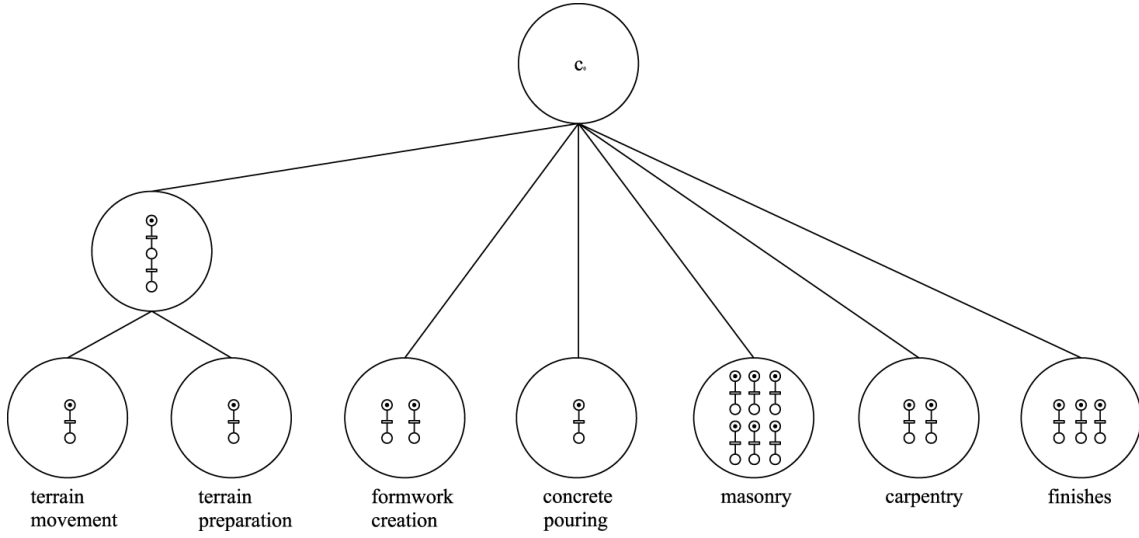 c
terrain
movement
terrain
preparation
formwork
creation
concrete
pouring
masonry
carpentry
finishes